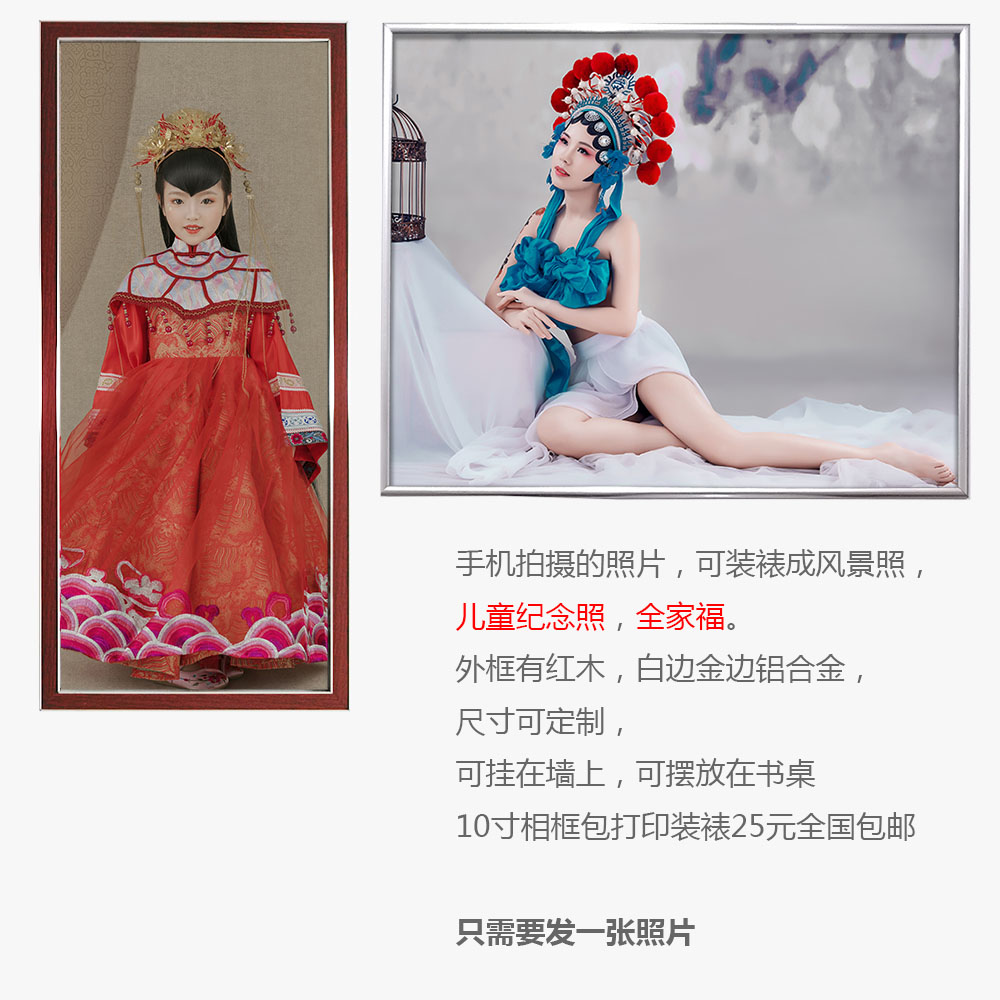 手机拍摄的照片，可装裱成风景照，
儿童纪念照，全家福。
外框有红木，白边金边铝合金，
尺寸可定制，
可挂在墙上，可摆放在书桌
10寸相框包打印装裱25元全国包邮
只需要发一张照片